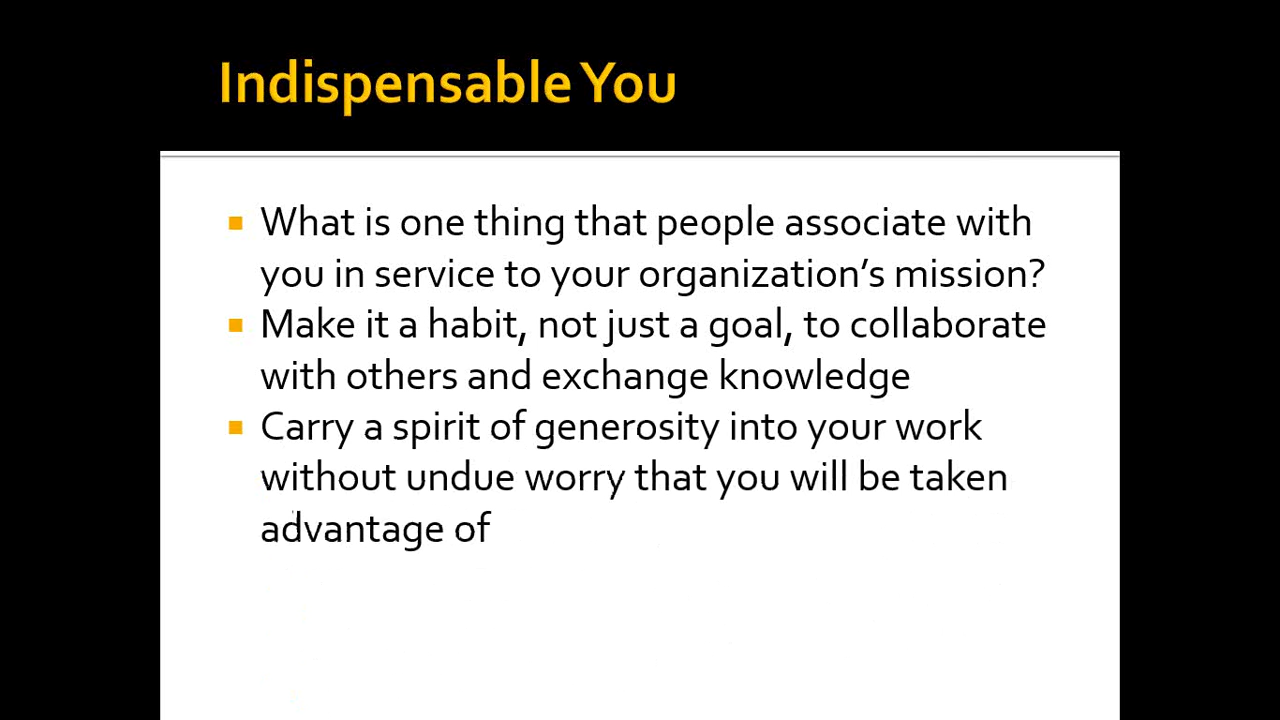 Indispensable You
What is one thing that people associate with
you in service to your organization’s mission?
Make it a habit, not just a goal, to collaborate
with others and exchange knowledge
Carry a spirit of generosity into your work
without undue worry that you will be taken
advantage of